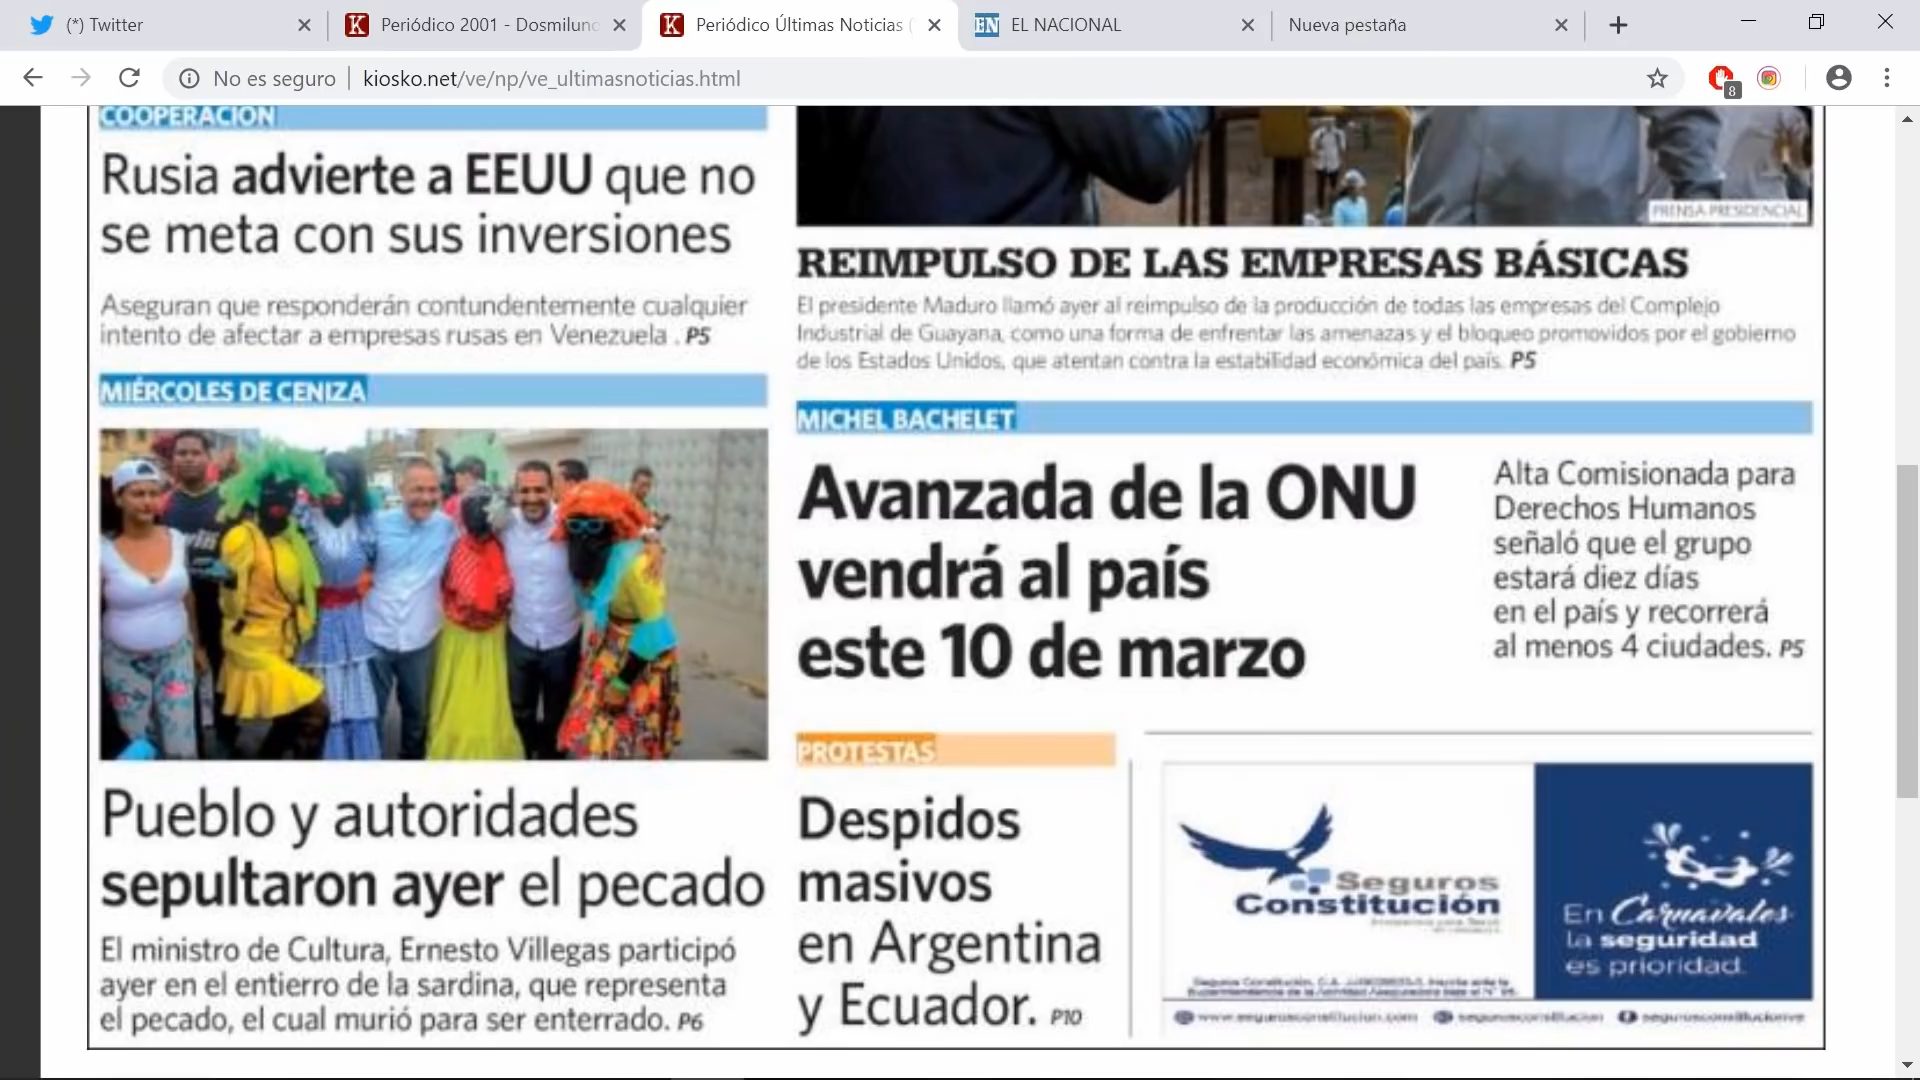 (*) Twitter
Periódico 2001 - Dosmiluno
Periódico Últimas Noticias (
EN EL NACIONAL
Nueva pestaña
No es seguro
kiosko.net/ve/np/ve_ultimasnoticias.html
8
COOPERACIÓN
Rusia advierte a EEUU que no
se meta con sus inversiones
Aseguran que responderán contundentemente cualquier
intento de afectar a empresas rusas en Venezuela . P5
MIÉRCOLES DE CENIZA
Pueblo y autoridades
sepultaron ayer el pecado
El ministro de Cultura, Ernesto Villegas participó
ayer en el entierro de la sardina, que representa
el pecado, el cual murió para ser enterrado. P6
PRENSA PRESIDENCIAL
REIMPULSO DE LAS EMPRESAS BÁSICAS
El presidente Maduro llamó ayer al reimpulso de la producción de todas las empresas del Complejo
Industrial de Guayana, como una forma de enfrentar las amenazas y el bloqueo promovidos por el gobierno
de los Estados Unidos, que atentan contra la estabilidad económica del país. P5
MICHEL BACHELET
Avanzada de la ONU
vendrá al país
este 10 de marzo
Alta Comisionada para
Derechos Humanos
señaló que el grupo
estará diez días
en el país y recorrerá
al menos 4 ciudades. P5
PROTESTAS
Despidos
masivos
en Argentina
y Ecuador. P10
Seguros
Constitución
En Carnavales
la seguridad
es prioridad.
www.segurosconstitucion.com
segurosconstitucion